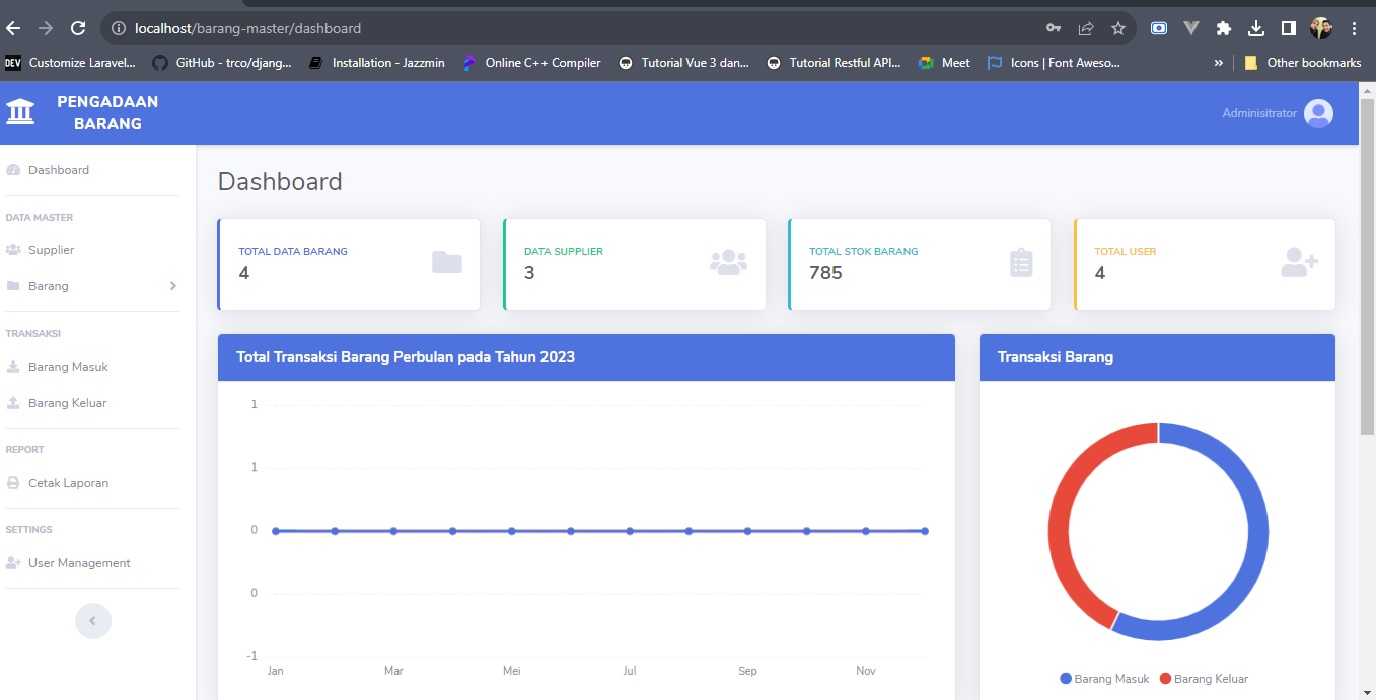 localhost/barang-master/dashboard
DEV Customize Laravel... GitHub - trco/djang... Installation - Jazzmin Online C++ Compiler Tutorial Vue 3 dan... Tutorial Restful API... Meet Icons | Font Aweso... » Other bookmarks
PENGADAAN
BARANG
Adminisitrator
Dashboard
DATA MASTER
Supplier
Barang
TRANSAKSI
Barang Masuk
Barang Keluar
REPORT
Cetak Laporan
SETTINGS
User Management
Dashboard
TOTAL DATA BARANG
4
DATA SUPPLIER
3
TOTAL STOK BARANG
785
TOTAL USER
4
Total Transaksi Barang Perbulan pada Tahun 2023
1
1
0
0
-1
Jan Mar Mei Jul Sep Nov
Transaksi Barang
Barang Masuk Barang Keluar